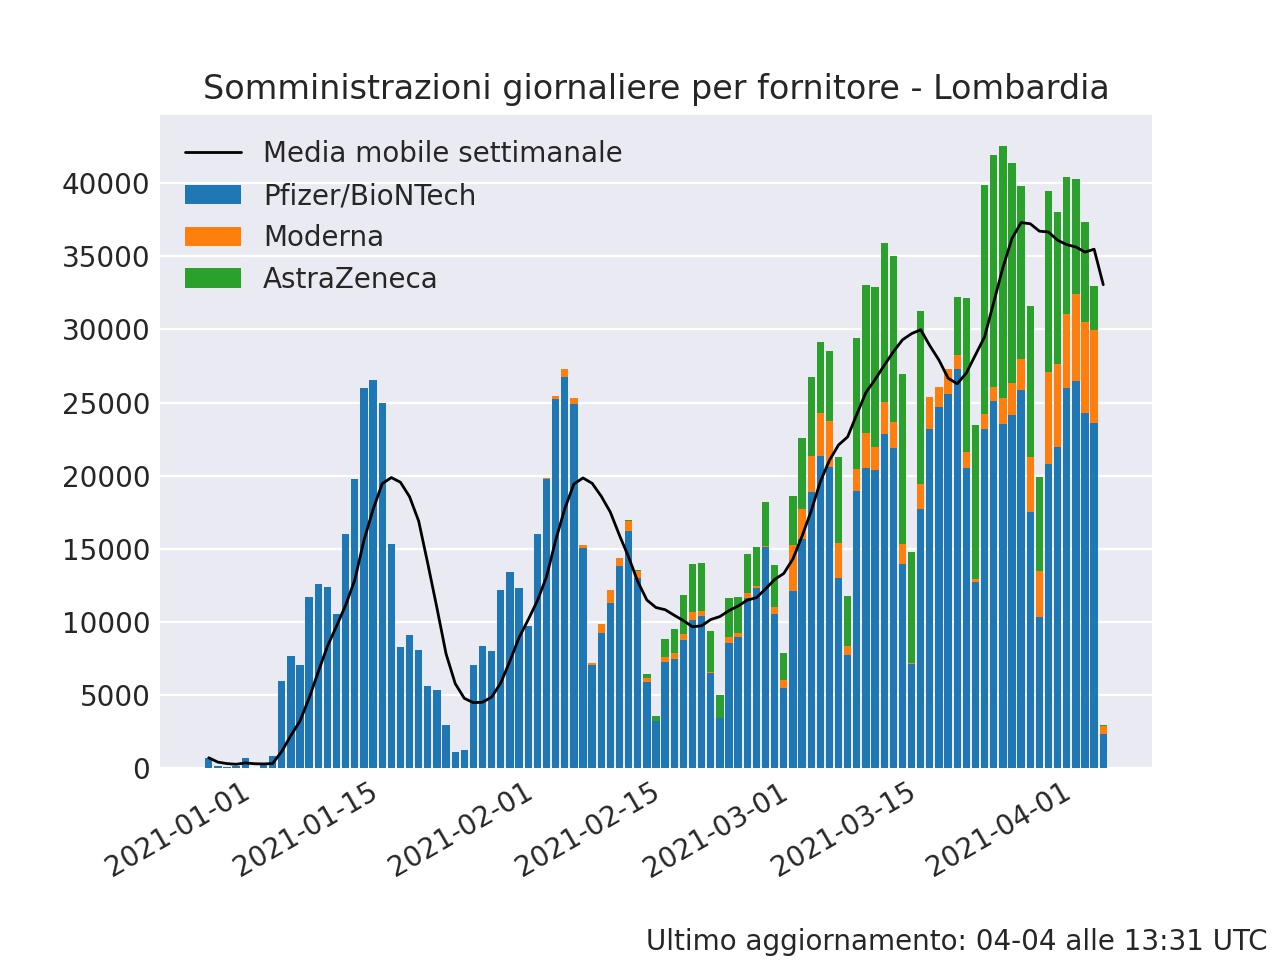 Somministrazioni giornaliere per fornitore - Lombardia
Media mobile settimanale
Pfizer/BioNTech
Moderna
AstraZeneca
40000
35000
30000
25000
20000
15000
10000
5000
0
2021-01-01
2021-01-15
2021-02-01
2021-02-15
2021-03-01
2021-03-15
2021-04-01
Ultimo aggiornamento: 04-04 alle 13:31 UTC